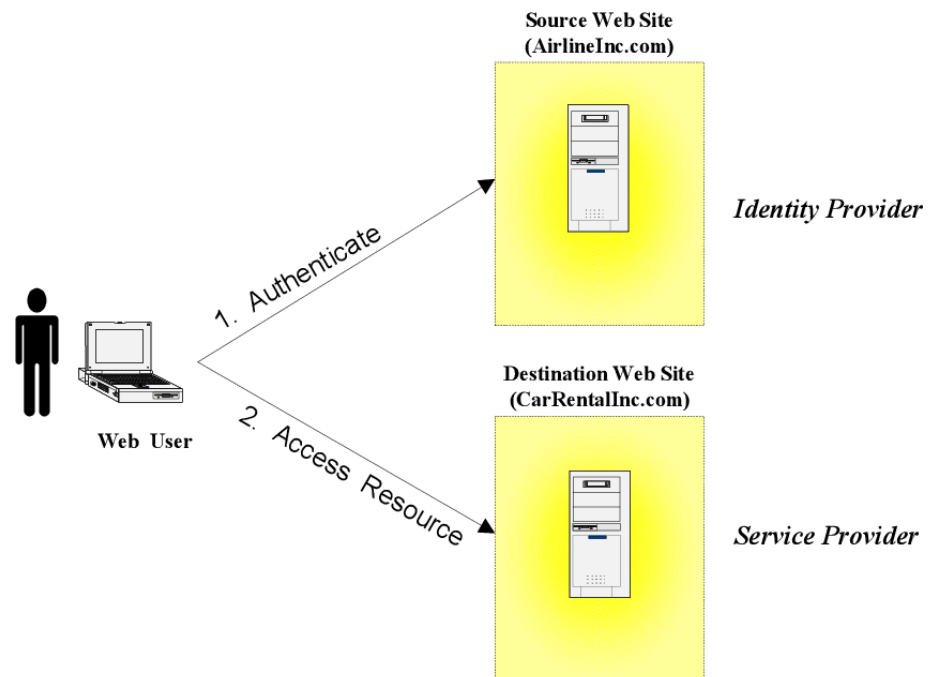 Source Web Site
(AirlineInc.com)
Identity Provider
1. Authenticate
Destination Web Site
(CarRentalInc.com)
Web User
2. Access Resource
Service Provider